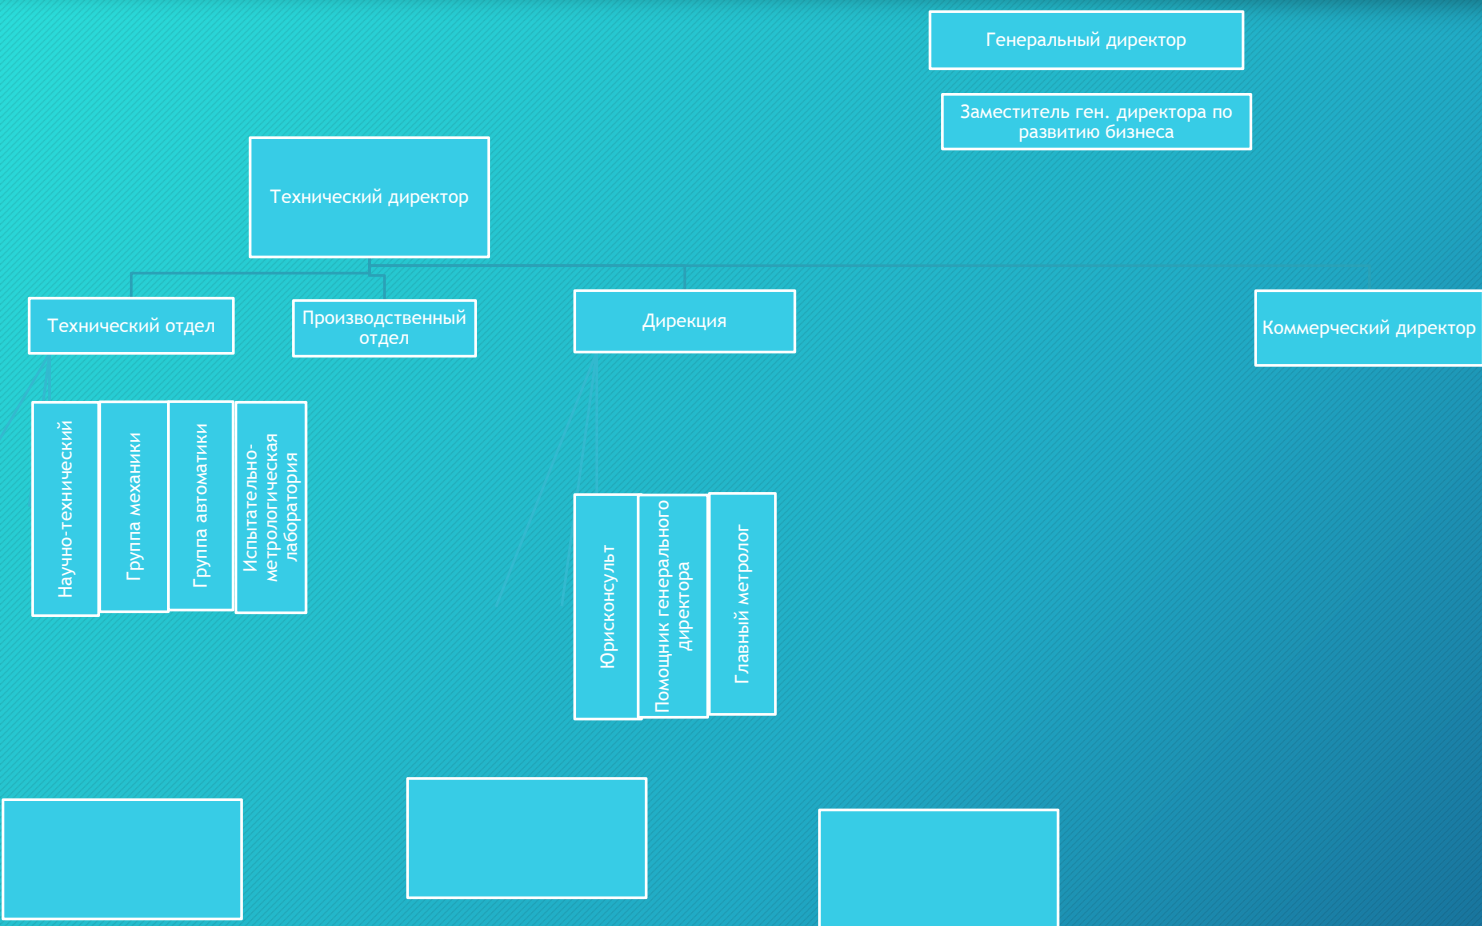 Генеральный директор
Заместитель ген. директора по
развитию бизнеса
Технический директор
Технический отдел
Производственный
отдел
Дирекция
Коммерческий директор
Научно-технический
Группа механики
Группа автоматики
Испытательно-
метрологическая
лаборатория
Юрисконсульт
Помощник генерального
директора
Главный метролог